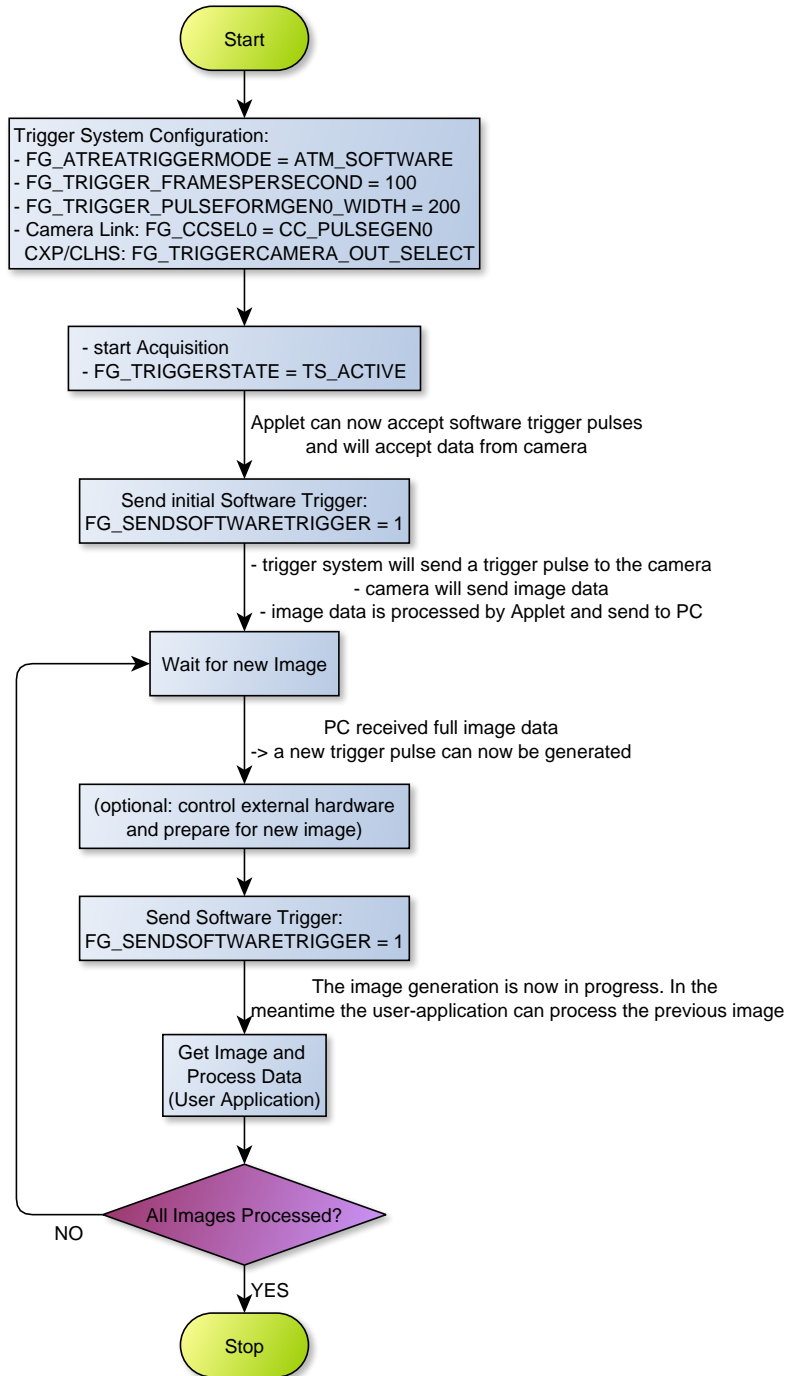 Start
Trigger System Configuration:
- FG_ATREATRIGGERMODE = ATM_SOFTWARE
- FG_TRIGGER_FRAMESPERSECOND = 100
- FG_TRIGGER_PULSEFORMGEN0_WIDTH = 200
- Camera Link: FG_CCSEL0 = CC_PULSEGEN0
CXP/CLHS: FG_TRIGGERCAMERA_OUT_SELECT
- start Acquisition
- FG_TRIGGERSTATE = TS_ACTIVE
Applet can now accept software trigger pulses
and will accept data from camera
Send initial Software Trigger:
FG_SENDSOFTWARETRIGGER = 1
- trigger system will send a trigger pulse to the camera
- camera will send image data
- image data is processed by Applet and send to PC
Wait for new Image
PC received full image data
-> a new trigger pulse can now be generated
(optional: control external hardware
and prepare for new image)
Send Software Trigger:
FG_SENDSOFTWARETRIGGER = 1
The image generation is now in progress. In the
meantime the user-application can process the previous image
Get Image and
Process Data
(User Application)
All Images Processed?
NO
YES
Stop